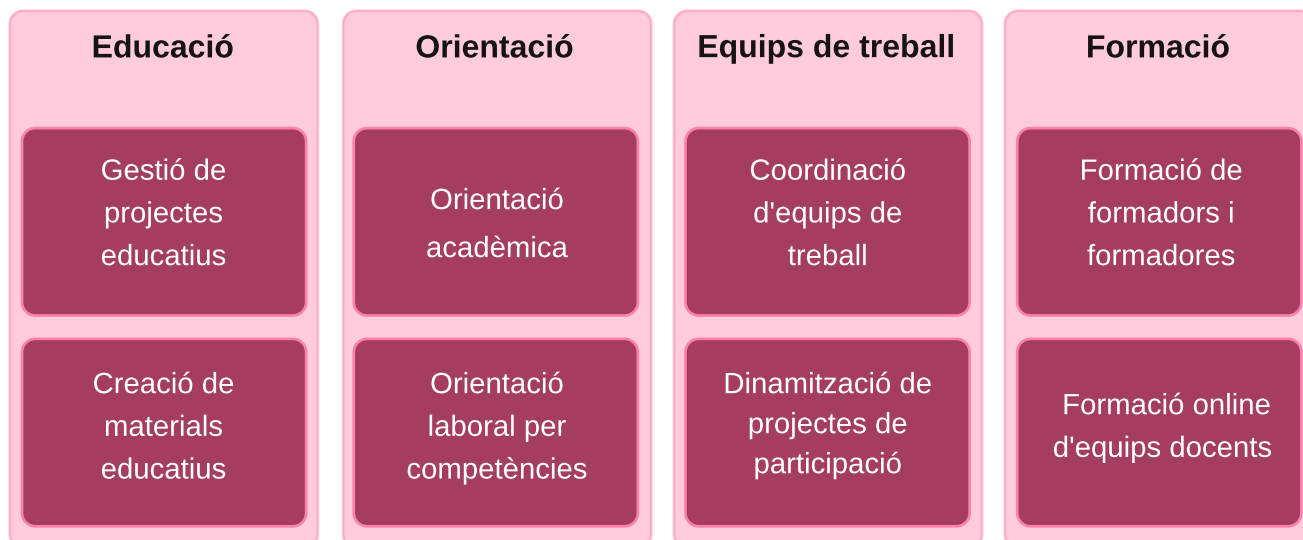 Educació
Gestió de
projectes
educatius
Creació de
materials
educatius
Orientació
Orientació
acadèmica
Orientació
laboral per
competències
Equips de treball
Coordinació
d'equips de
treball
Dinamització de
projectes de
participació
Formació
Formació de
formadors i
formadores
Formació online
d'equips docents